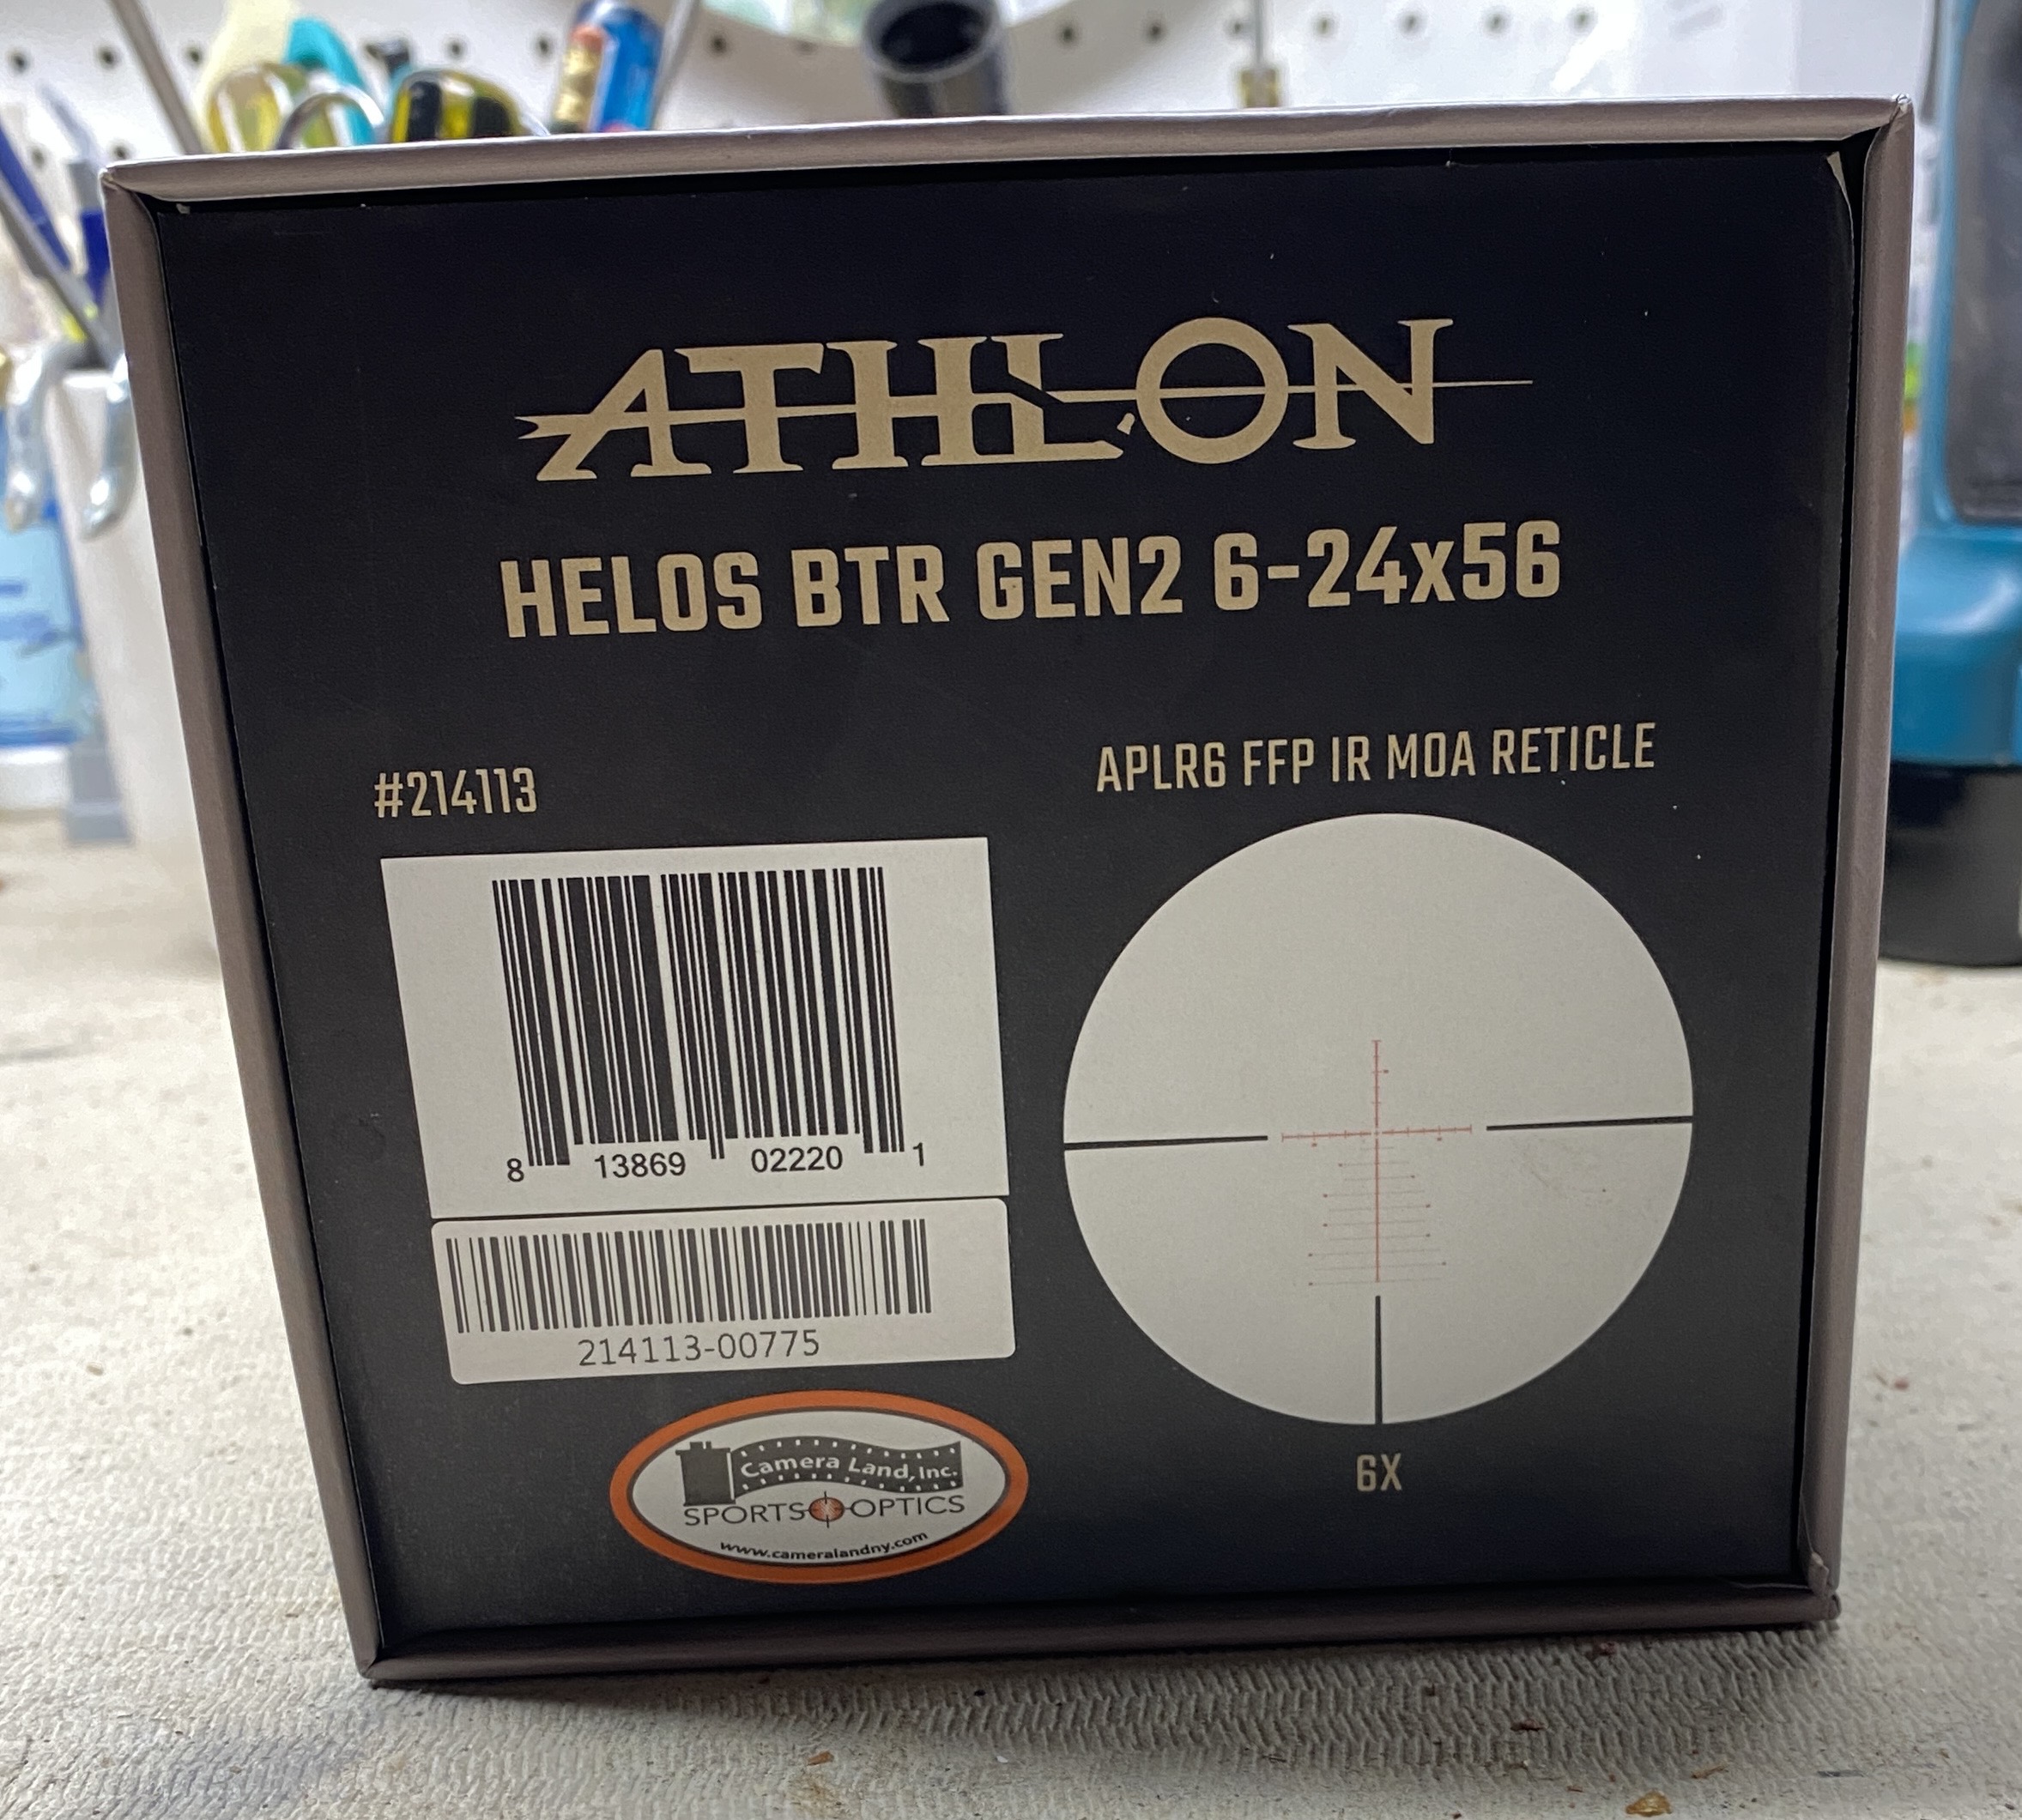 ATHLON
HELOS BTR GEN2 6-24x56
#214113
APLR6 FFP IR MOA RETICLE
8 13869 02220 1
214113-00775
Camera Land, Inc.
SPORTS OPTICS
www.cameralandny.com
6X